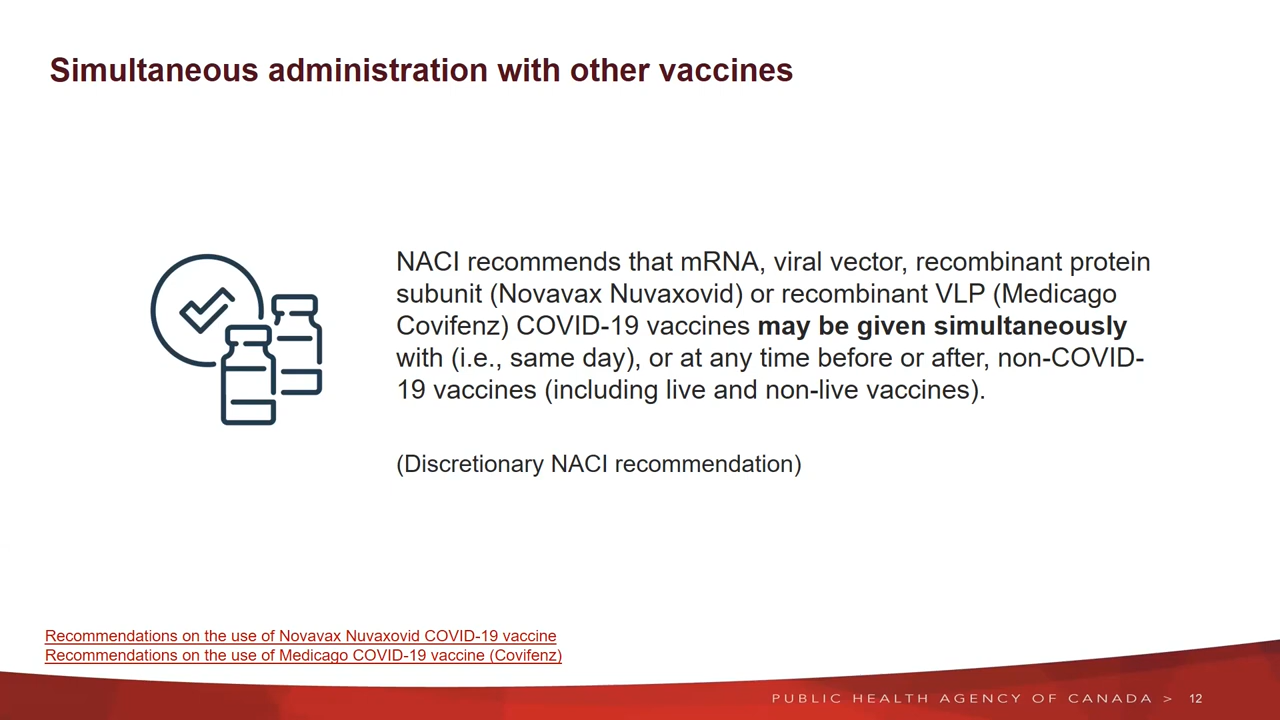 Simultaneous administration with other vaccines
NACI recommends that mRNA, viral vector, recombinant protein
subunit (Novavax Nuvaxovid) or recombinant VLP (Medicago
Covifenz) COVID-19 vaccines may be given simultaneously
with (i.e., same day), or at any time before or after, non-COVID-
19 vaccines (including live and non-live vaccines).
(Discretionary NACI recommendation)
Recommendations on the use of Novavax Nuvaxovid COVID-19 vaccine
Recommendations on the use of Medicago COVID-19 vaccine (Covifenz)
PUBLIC HEALTH AGENCY OF CANADA > 12